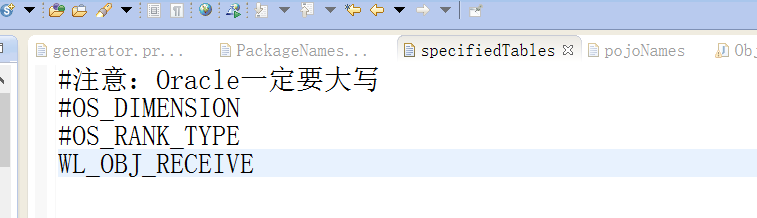 generator.pr...
PackageNames...
specifiedTables
pojoNames
Obj
#注意：Oracle一定要大写
#OS_DIMENSION
#OS_RANK_TYPE
WL_OBJ_RECEIVE